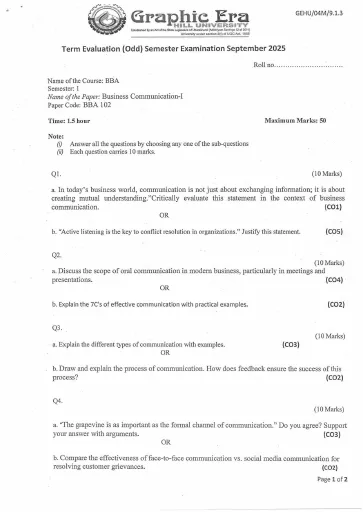 GEHU/04M/9.1.3
Graphic Era
HILL UNIVERSITY
Term Evaluation (Odd) Semester Examination September 2025
Roll no..............................
Name of the Course: BBA
Semester: 1
Name of the Paper: Business Communication-I
Paper Code: BBA 102
Time: 1.5 hour Maximum Marks: 50
Note:
(i) Answer all the questions by choosing any one of the sub-questions
(ii) Each question carries 10 marks.
Q1. (10 Marks)
a. In today's business world, communication is not just about exchanging information; it is about
creating mutual understanding."Critically evaluate this statement in the context of business
communication. (CO1)
OR
b. "Active listening is the key to conflict resolution in organizations." Justify this statement. (CO5)
Q2.
(10 Marks)
a. Discuss the scope of oral communication in modern business, particularly in meetings and
presentations. (CO4)
OR
b. Explain the 7C's of effective communication with practical examples. (CO2)
Q3.
(10 Marks)
a. Explain the different types of communication with examples. (CO3)
OR
b. Draw and explain the process of communication. How does feedback ensure the success of this
process? (CO2)
Q4.
(10 Marks)
a. "The grapevine is as important as the formal channel of communication." Do you agree? Support
your answer with arguments. (CO3)
OR
b. Compare the effectiveness of face-to-face communication vs. social media communication for
resolving customer grievances. (CO2)
Page 1 of 2